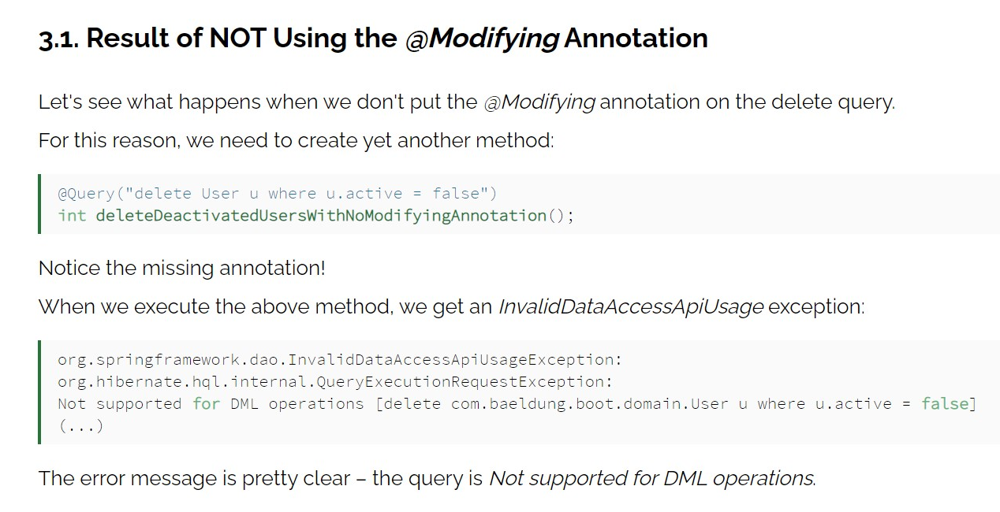 3.1. Result of NOT Using the @Modifying Annotation
Let's see what happens when we don't put the @Modifying annotation on the delete query.
For this reason, we need to create yet another method:
@Query("delete User u where u.active = false")
int deleteDeactivatedUsersWithNoModifyingAnnotation();
Notice the missing annotation!
When we execute the above method, we get an InvalidDataAccessApiUsage exception:
org.springframework.dao.InvalidDataAccessApiUsageException:
org.hibernate.hql.internal.QueryExecutionRequestException:
Not supported for DML operations [delete com.baeldung.boot.domain.User u where u.active = false]
(...)
The error message is pretty clear – the query is Not supported for DML operations.